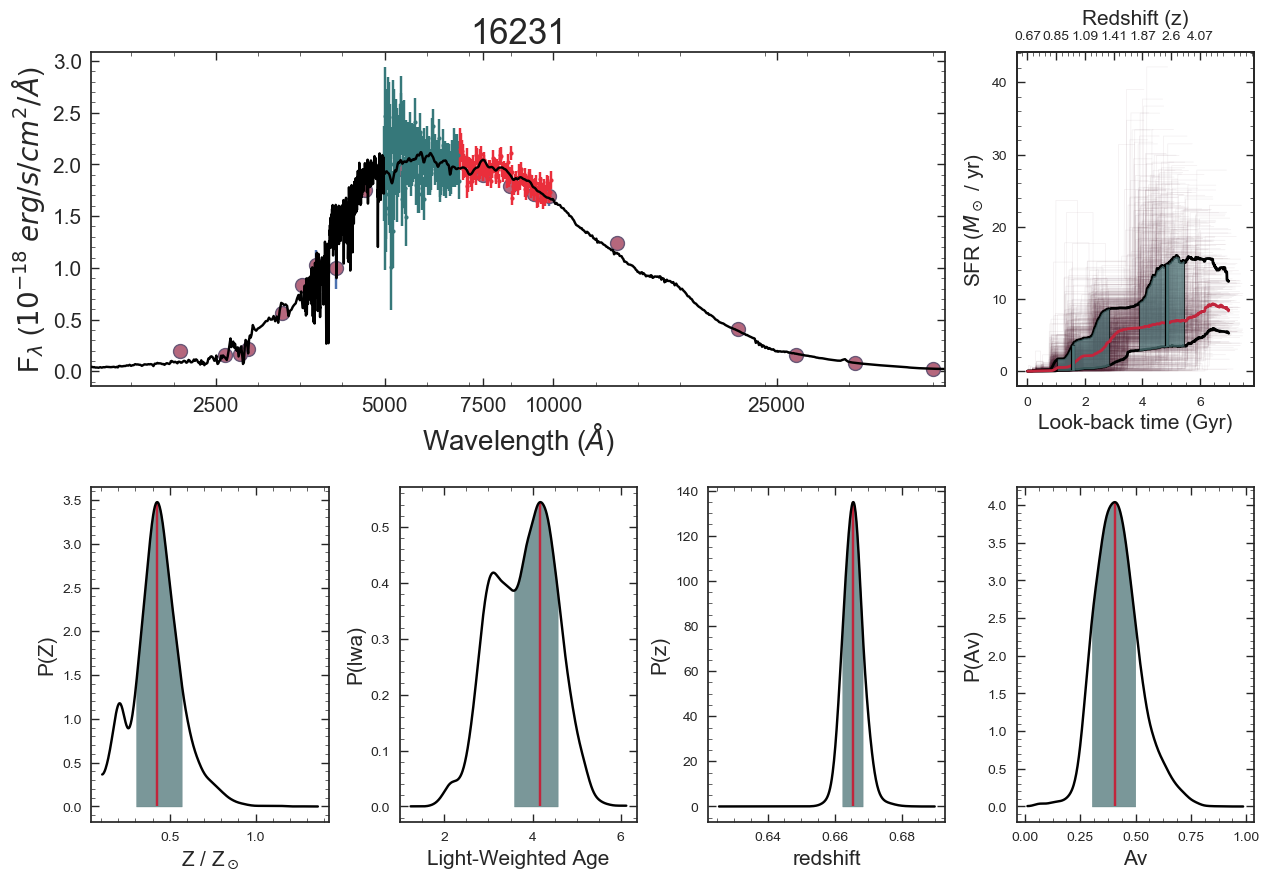 16231
F_λ (10^−18 erg/s/cm^2/Å)
3.0
2.5
2.0
1.5
1.0
0.5
0.0
2500 5000 7500 10000 25000
Wavelength (Å)
Redshift (z)
0.67 0.85 1.09 1.41 1.87 2.6 4.07
SFR (M_⊙ / yr)
40
30
20
10
0
0 2 4 6
Look-back time (Gyr)
P(Z)
3.5
3.0
2.5
2.0
1.5
1.0
0.5
0.0
0.5 1.0
Z / Z_⊙
P(lwa)
0.5
0.4
0.3
0.2
0.1
0.0
2 4 6
Light-Weighted Age
P(z)
140
120
100
80
60
40
20
0
0.64 0.66 0.68
redshift
P(Av)
4.0
3.5
3.0
2.5
2.0
1.5
1.0
0.5
0.0
0.00 0.25 0.50 0.75 1.00
Av